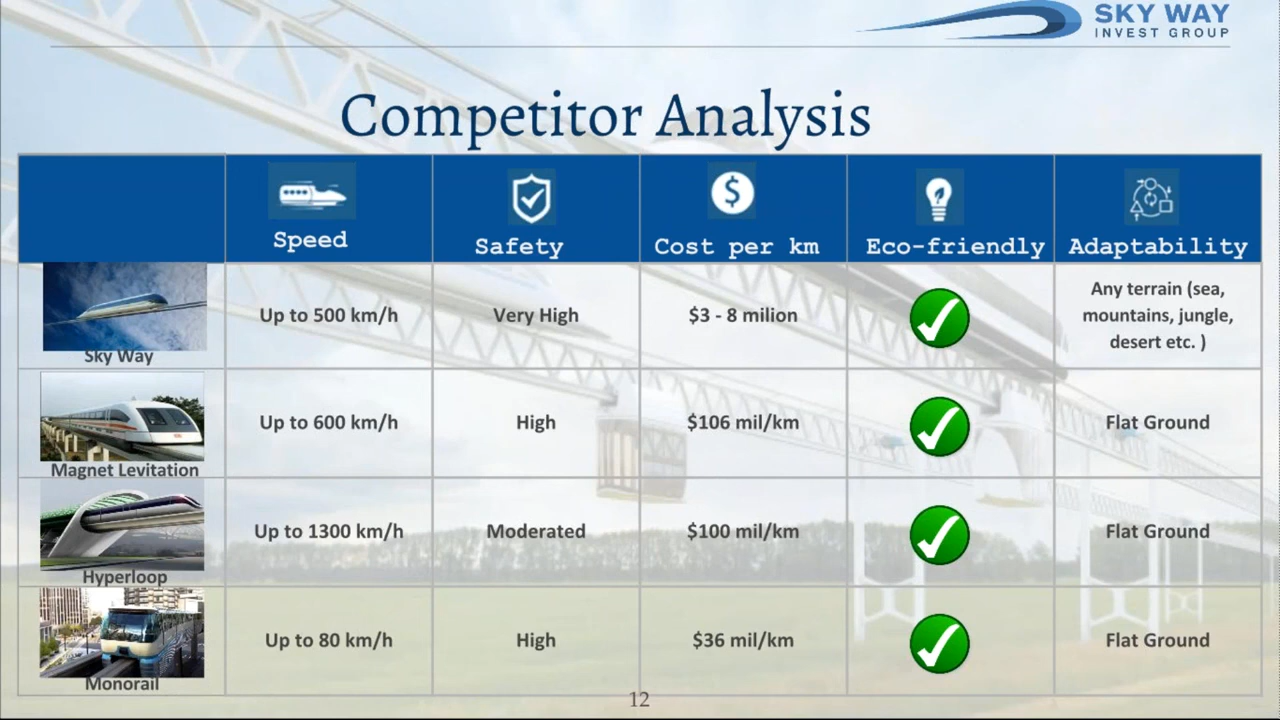 SKY WAY
INVEST GROUP
Competitor Analysis
Speed
Safety
Cost per km
Eco-friendly
Adaptability
Sky Way
Up to 500 km/h
Very High
$3 - 8 milion
Any terrain (sea,
mountains, jungle,
desert etc. )
Magnet Levitation
Up to 600 km/h
High
$106 mil/km
Flat Ground
Hyperloop
Up to 1300 km/h
Moderated
$100 mil/km
Flat Ground
Monorail
Up to 80 km/h
High
$36 mil/km
Flat Ground
12